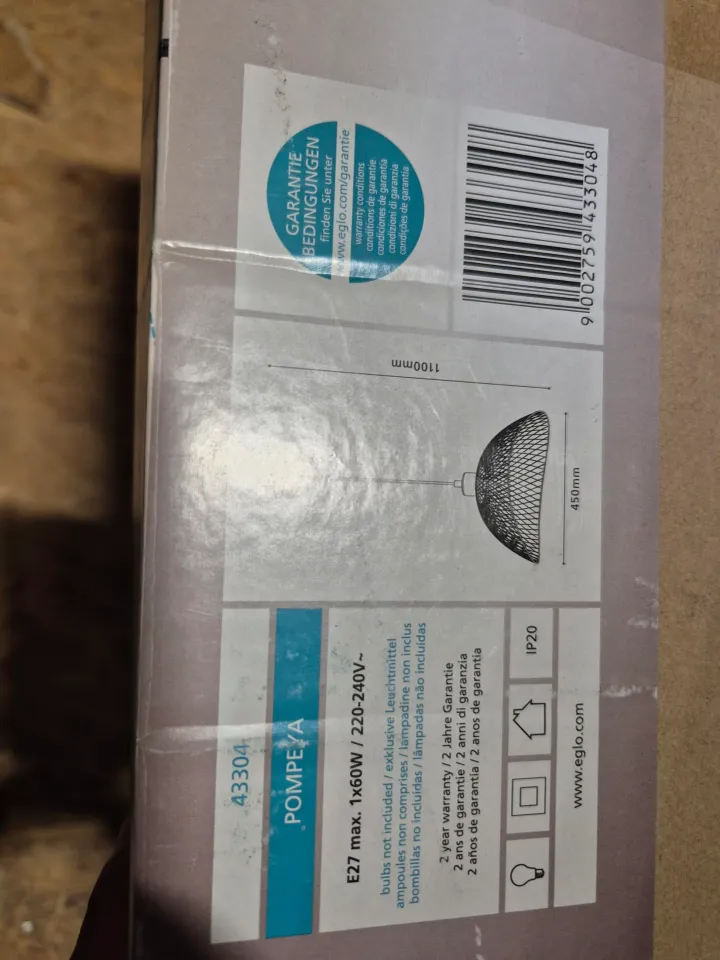 43304
POMPEYA
E27 max. 1x60W / 220-240V~
bulbs not included / exklusive Leuchtmittel
ampoules non comprises / lampadine non inclus
bombillas no incluidas / lâmpadas não incluídas
2 year warranty / 2 Jahre Garantie
2 ans de garantie / 2 anni di garanzia
2 años de garantía / 2 anos de garantia
IP20
www.eglo.com
1100mm
450mm
GARANTIE
BEDINGUNGEN
finden Sie unter
www.eglo.com/garantie
warranty conditions
conditions de garantie
condiciones de garantía
condizioni di garanzia
condições de garantia
9 002759 433048